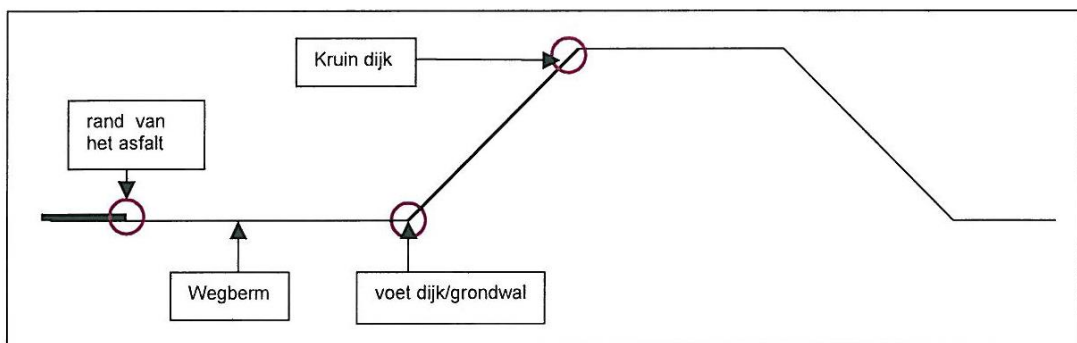 Kruin dijk
rand van
het asfalt
Wegberm
voet dijk/grondwal